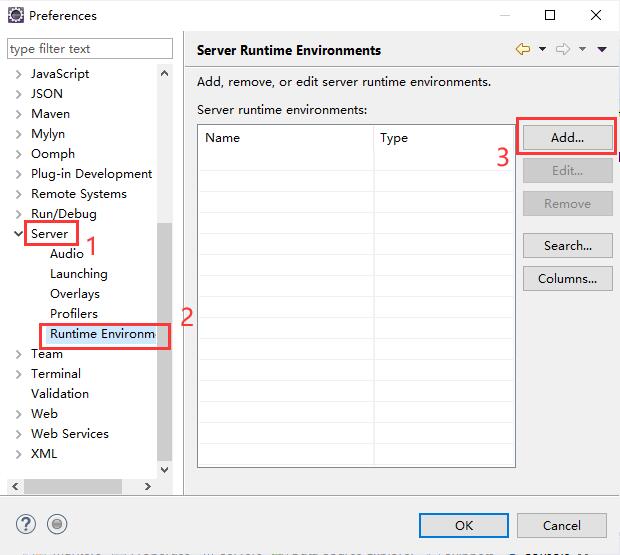 Preferences
type filter text
Server Runtime Environments
Add, remove, or edit server runtime environments.
Server runtime environments:
Name
Type
JavaScript
JSON
Maven
Mylyn
Oomph
Plug-in Development
Remote Systems
Run/Debug
Server
1
Audio
Launching
Overlays
Profilers
Runtime Environm
2
Team
Terminal
Validation
Web
Web Services
XML
3
Add...
Edit...
Remove
Search...
Columns...
OK
Cancel